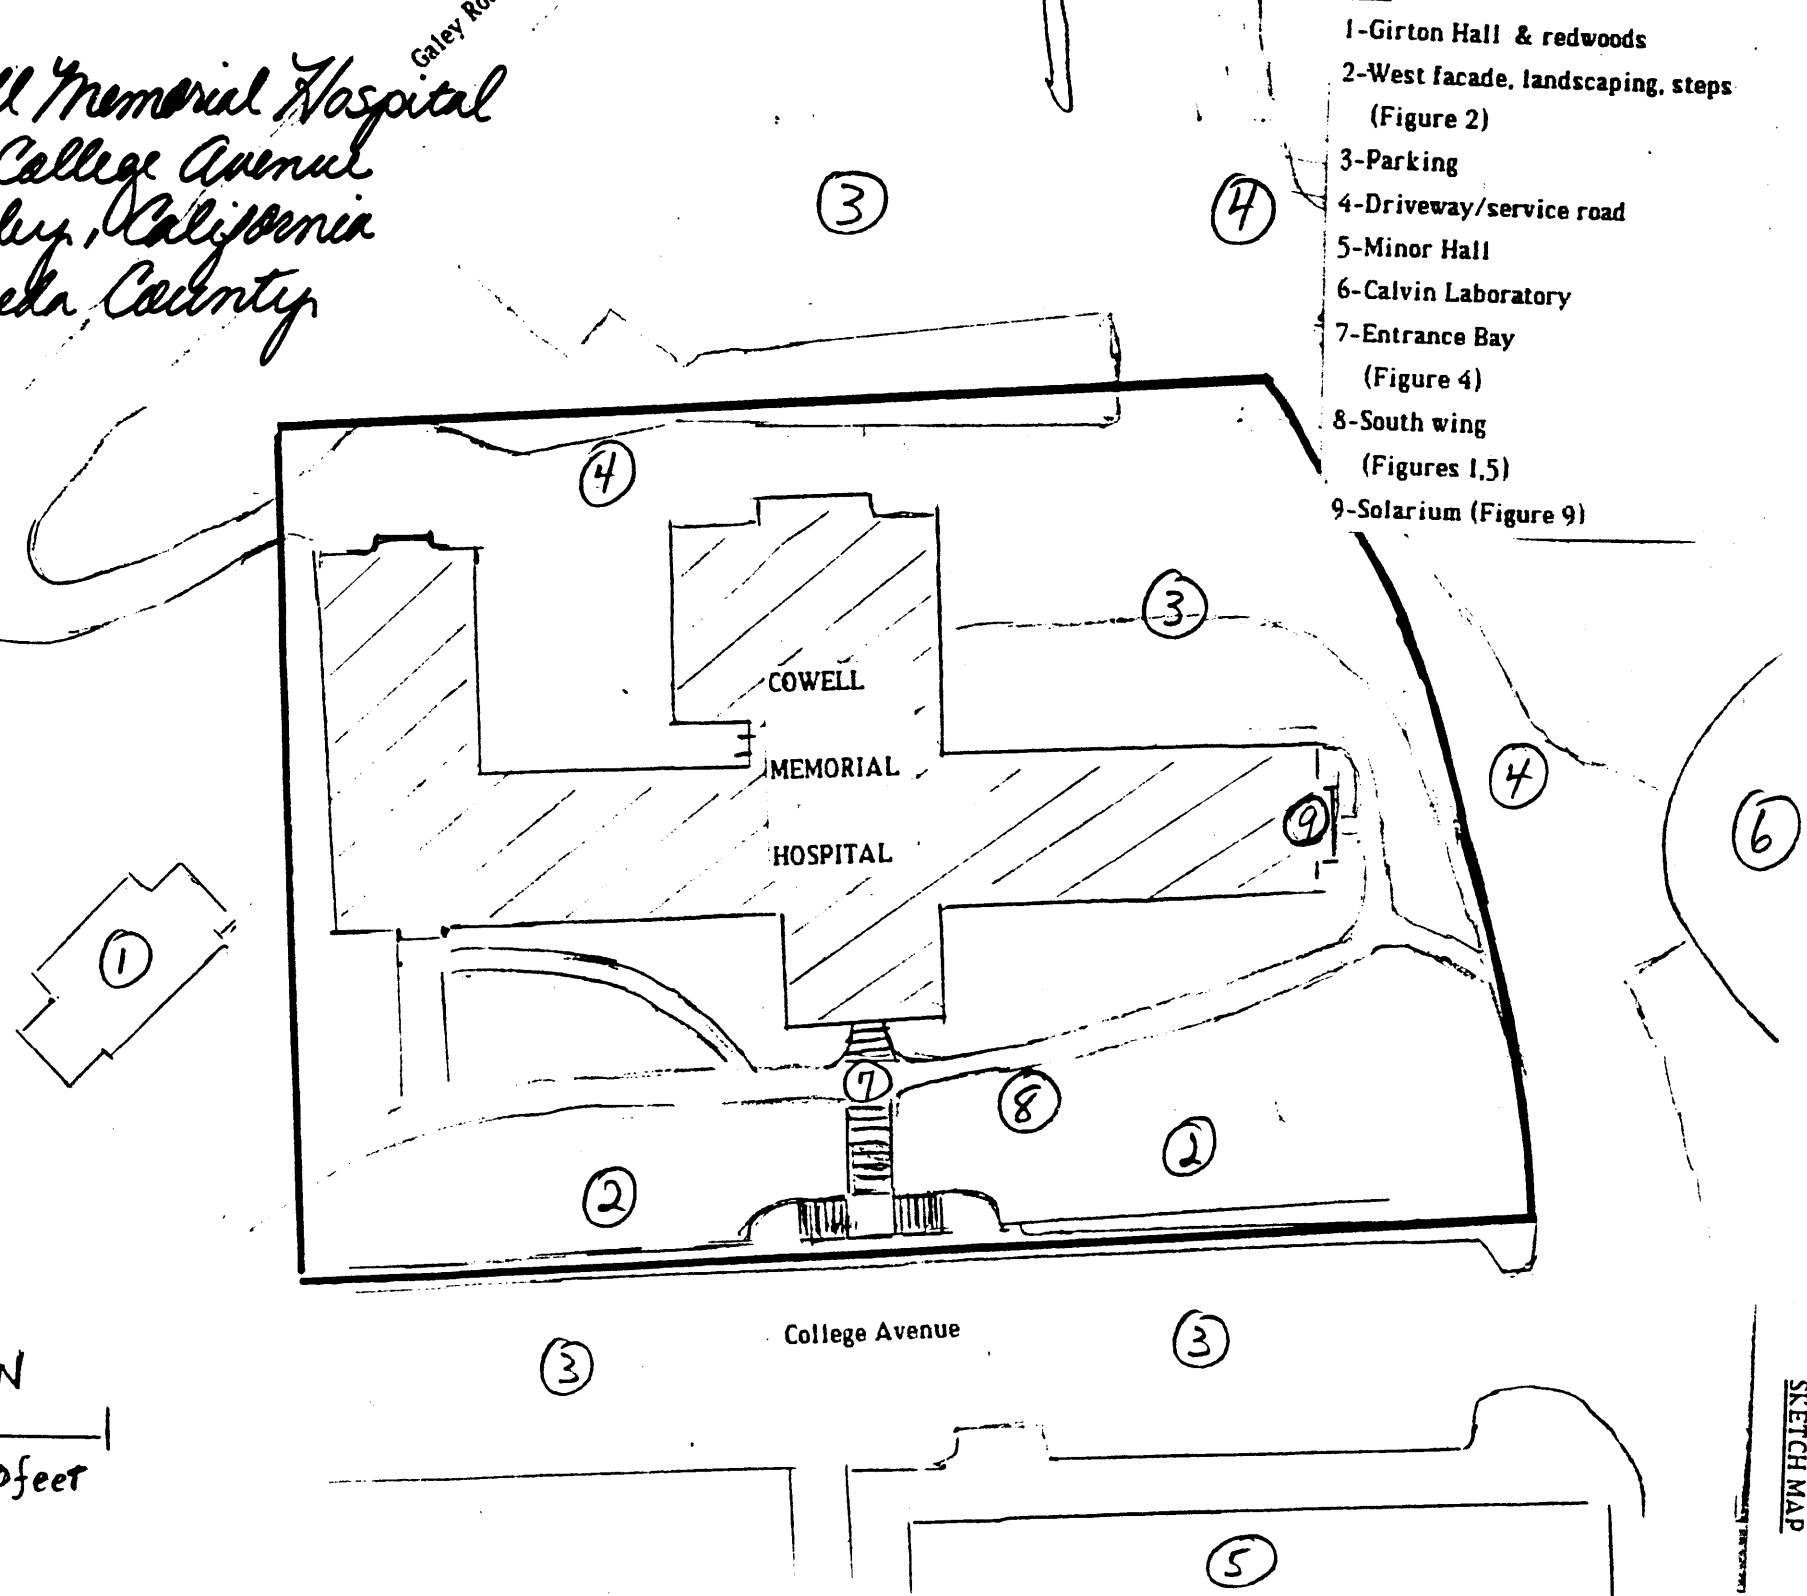 Galey
ll Memorial Hospital
College Avenue
ley, California
eda County
1-Girton Hall & redwoods
2-West facade, landscaping, steps
(Figure 2)
3-Parking
4-Driveway/service road
5-Minor Hall
6-Calvin Laboratory
7-Entrance Bay
(Figure 4)
8-South wing
(Figures 1,5)
9-Solarium (Figure 9)
3
4
4
3
COWELL
MEMORIAL
HOSPITAL
4
9
6
1
7
8
2
2
College Avenue
3
3
N
feet
5
SKETCH MAP